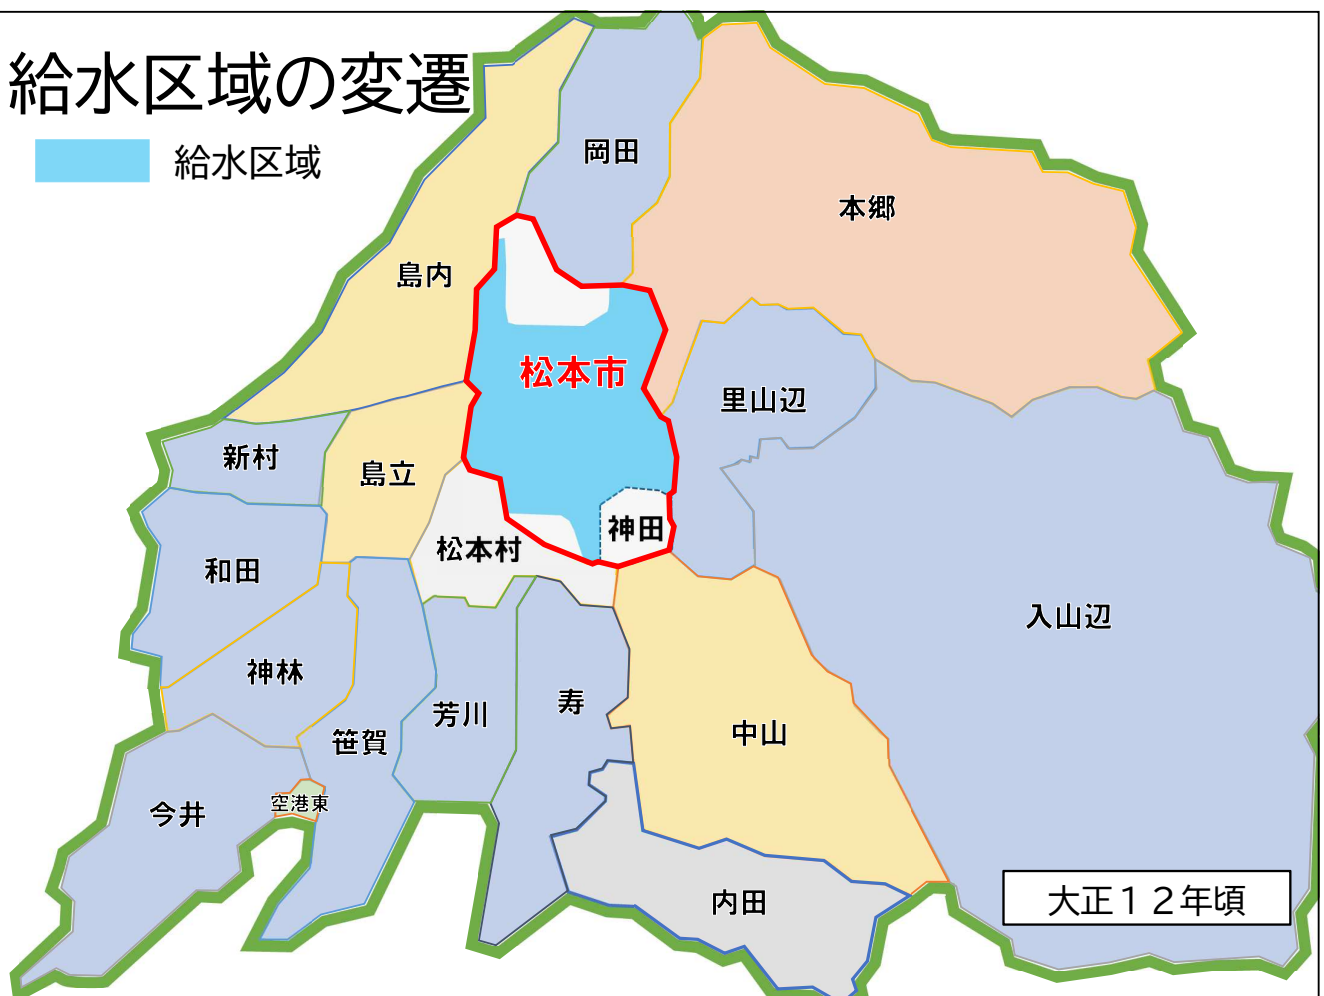 給水区域の変遷
給水区域
岡田
本郷
島内
松本市
里山辺
新村
島立
神田
松本村
和田
入山辺
神林
寿
芳川
中山
笹賀
空港東
今井
内田
大正１２年頃